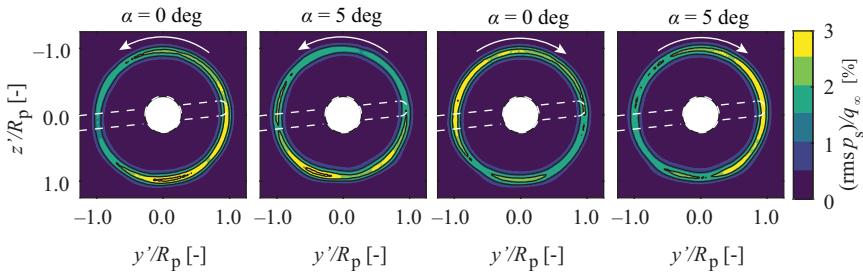 α = 0 deg α = 5 deg α = 0 deg α = 5 deg
−1.0
0.0
1.0
z'/Rp [-]
−1.0 0.0 1.0 −1.0 0.0 1.0 −1.0 0.0 1.0 −1.0 0.0 1.0
y'/Rp [-] y'/Rp [-] y'/Rp [-] y'/Rp [-]
3
2
1
0
(rms ps)/q∞ [%]